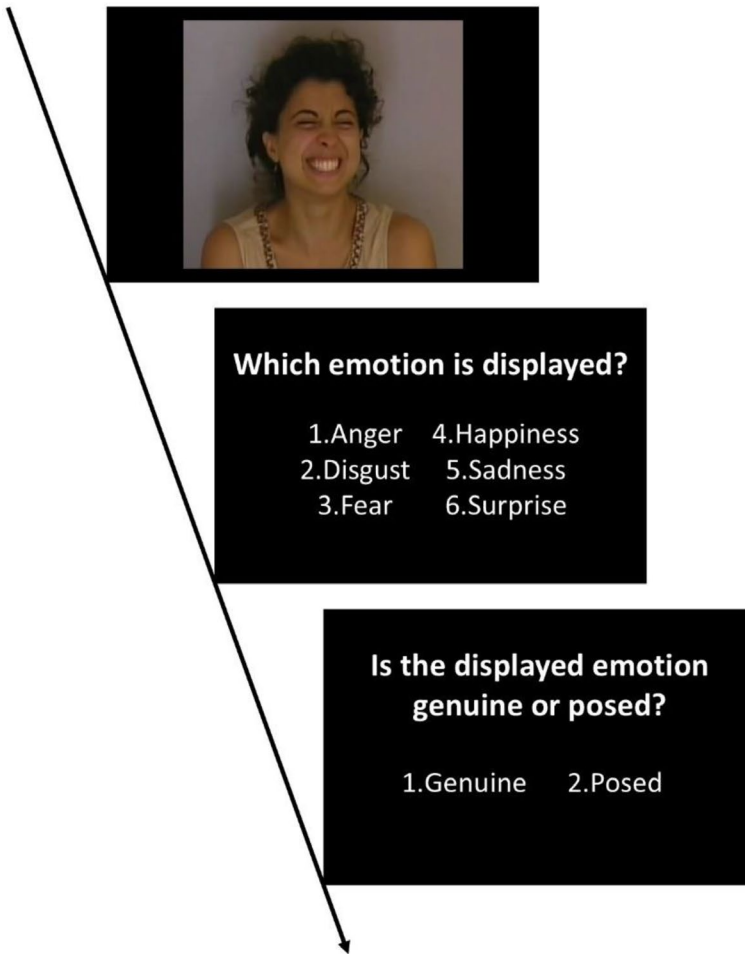 Which emotion is displayed?
1.Anger 4.Happiness
2.Disgust 5.Sadness
3.Fear 6.Surprise
Is the displayed emotion
genuine or posed?
1.Genuine 2.Posed